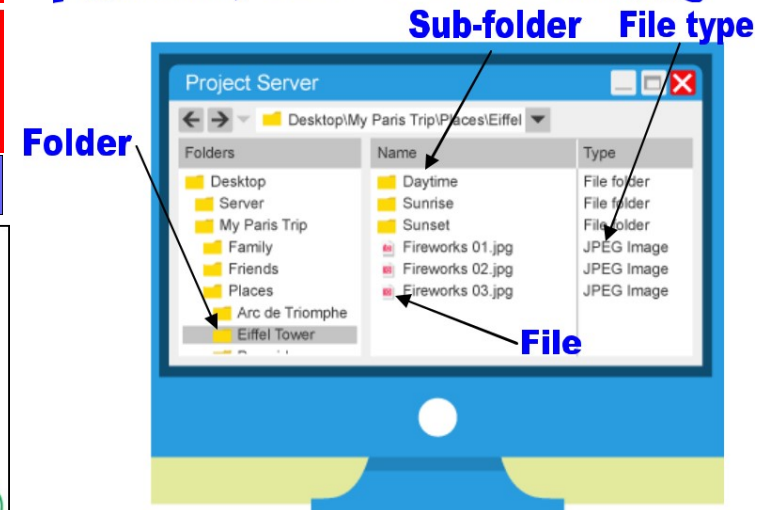 Sub-folder File type
Project Server
Desktop\My Paris Trip\Places\Eiffel
Folder
Folders Name Type
Desktop Daytime File folder
Server Sunrise File folder
My Paris Trip Sunset File folder
Family Fireworks 01.jpg JPEG Image
Friends Fireworks 02.jpg JPEG Image
Places Fireworks 03.jpg JPEG Image
Arc de Triomphe
Eiffel Tower
File